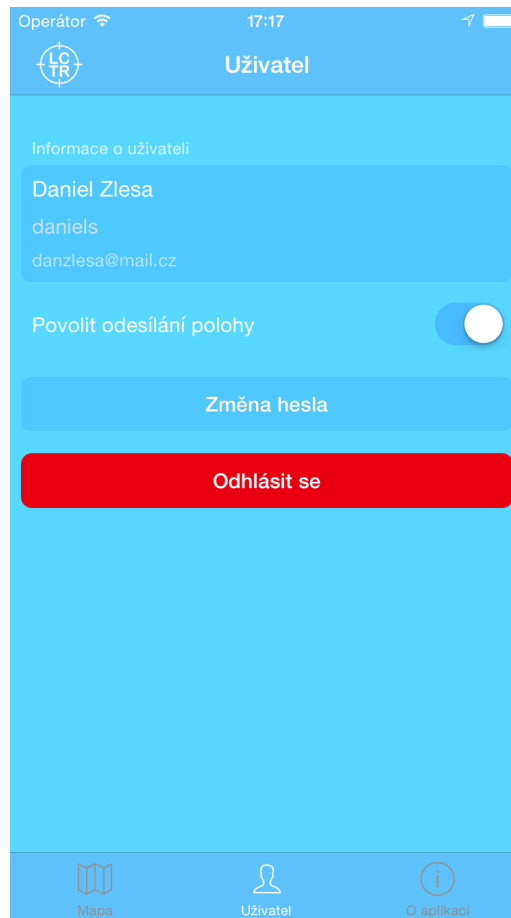 Operátor 17:17
LC
TR
Uživatel
Informace o uživateli
Daniel Zlesa
daniels
danzlesa@mail.cz
Povolit odesílání polohy
Změna hesla
Odhlásit se
Mapa Uživatel O aplikaci